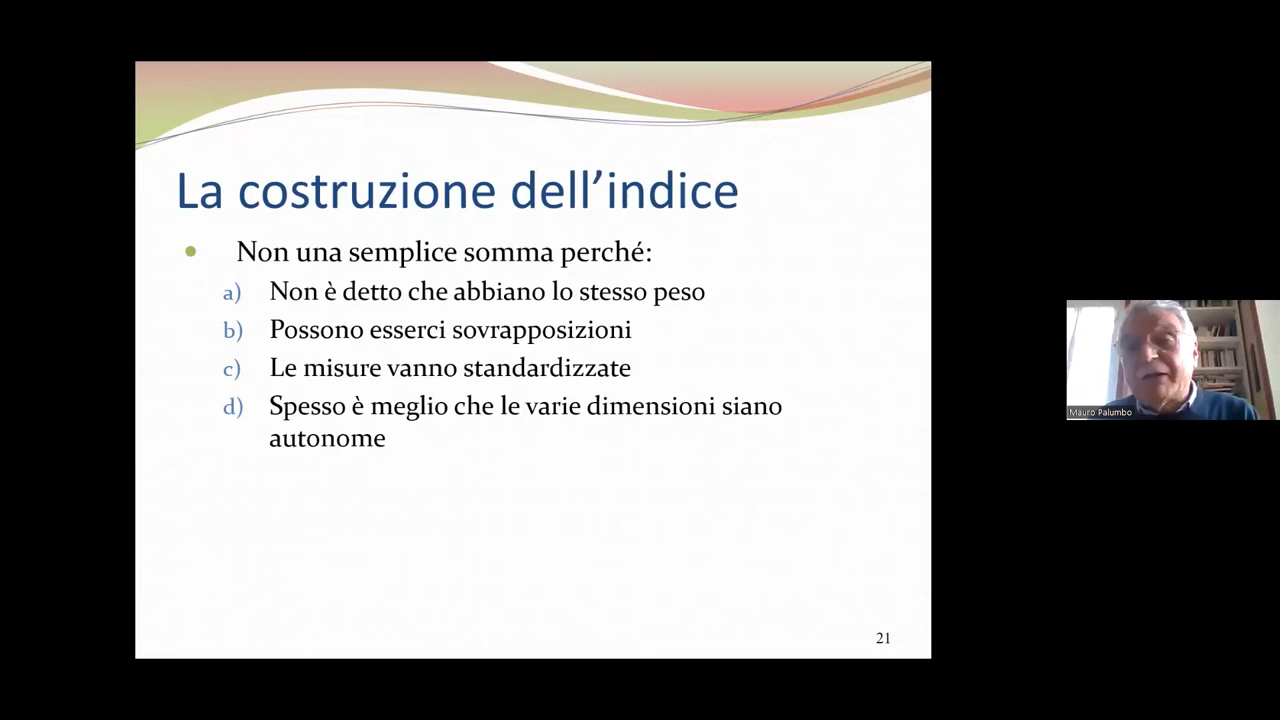 La costruzione dell’indice
• Non una semplice somma perché:
a) Non è detto che abbiano lo stesso peso
b) Possono esserci sovrapposizioni
c) Le misure vanno standardizzate
d) Spesso è meglio che le varie dimensioni siano
autonome
21
Mauro Palumbo